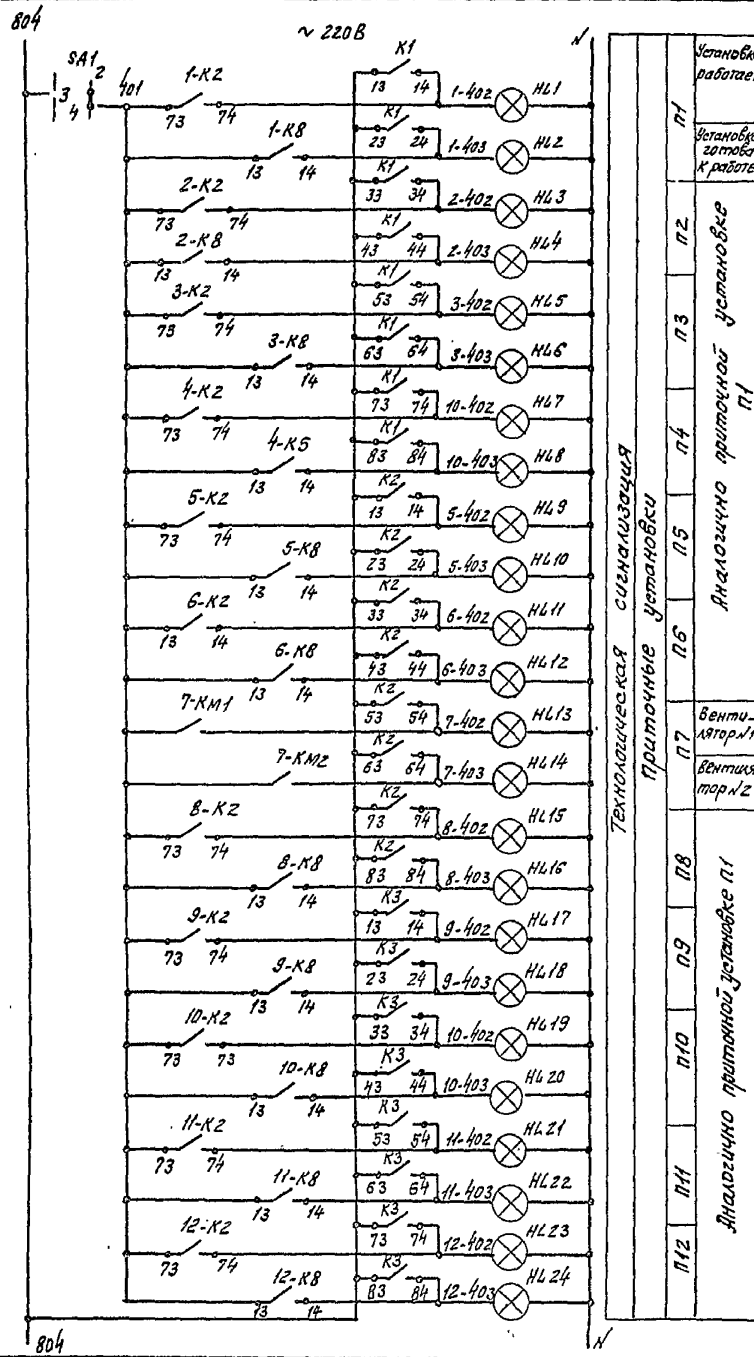 804
~ 220В
N
SA1
2
3
4
401
1-К2
73 74
К1
13 14
1-402
HL1
1-К8
13 14
К1
23 24
1-403
HL2
2-К2
73 74
К1
33 34
2-402
HL3
2-К8
13 14
К1
43 44
2-403
HL4
3-К2
73 74
К1
53 54
3-402
HL5
3-К8
13 14
К1
63 64
3-403
HL6
4-К2
73 74
К1
73 74
10-402
HL7
4-К5
13 14
К1
83 84
10-403
HL8
5-К2
73 74
К2
13 14
5-402
HL9
5-К8
13 14
К2
23 24
5-403
HL10
6-К2
13 14
К2
33 34
6-402
HL11
6-К8
13 14
К2
43 44
6-403
HL12
7-КМ1
К2
53 54
7-402
HL13
7-КМ2
К2
63 64
7-403
HL14
8-К2
73 74
К2
73 74
8-402
HL15
8-К8
13 14
К2
83 84
8-403
HL16
9-К2
73 74
К3
13 14
9-402
HL17
9-К8
13 14
К3
23 24
9-403
HL18
10-К2
73 73
К3
33 34
10-402
HL19
10-К8
13 14
К3
43 44
10-403
HL20
11-К2
73 74
К3
53 54
11-402
HL21
11-К8
13 14
К3
63 64
11-403
HL22
12-К2
73 74
К3
73 74
12-402
HL23
12-К8
13 14
К3
83 84
12-403
HL24
804
N
Технологическая сигнализация
Приточные установки
П1
Установка
работает
Установка
готова
к работе
П2
П3
П4
П5
П6
Аналогично приточной установке
П1
П7
Венти-
лятор №1
Вентиля
тор №2
П8
П9
П10
П11
П12
Аналогично приточной установке П1